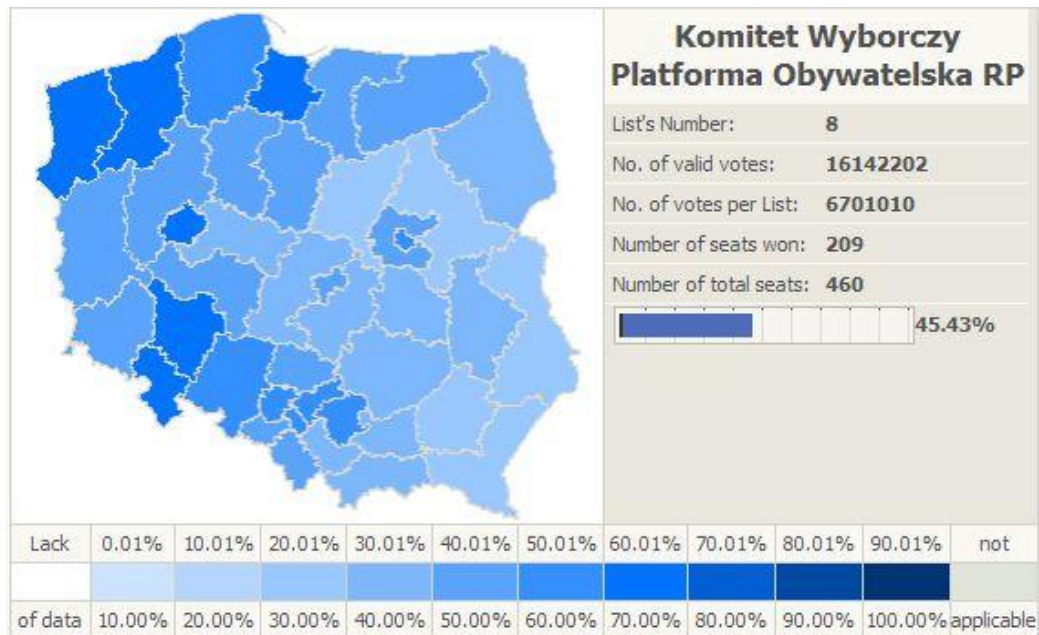 Komitet Wyborczy
Platforma Obywatelska RP
List's Number: 8
No. of valid votes: 16142202
No. of votes per List: 6701010
Number of seats won: 209
Number of total seats: 460
45.43%
Lack 0.01% 10.01% 20.01% 30.01% 40.01% 50.01% 60.01% 70.01% 80.01% 90.01% not
of data 10.00% 20.00% 30.00% 40.00% 50.00% 60.00% 70.00% 80.00% 90.00% 100.00% applicable